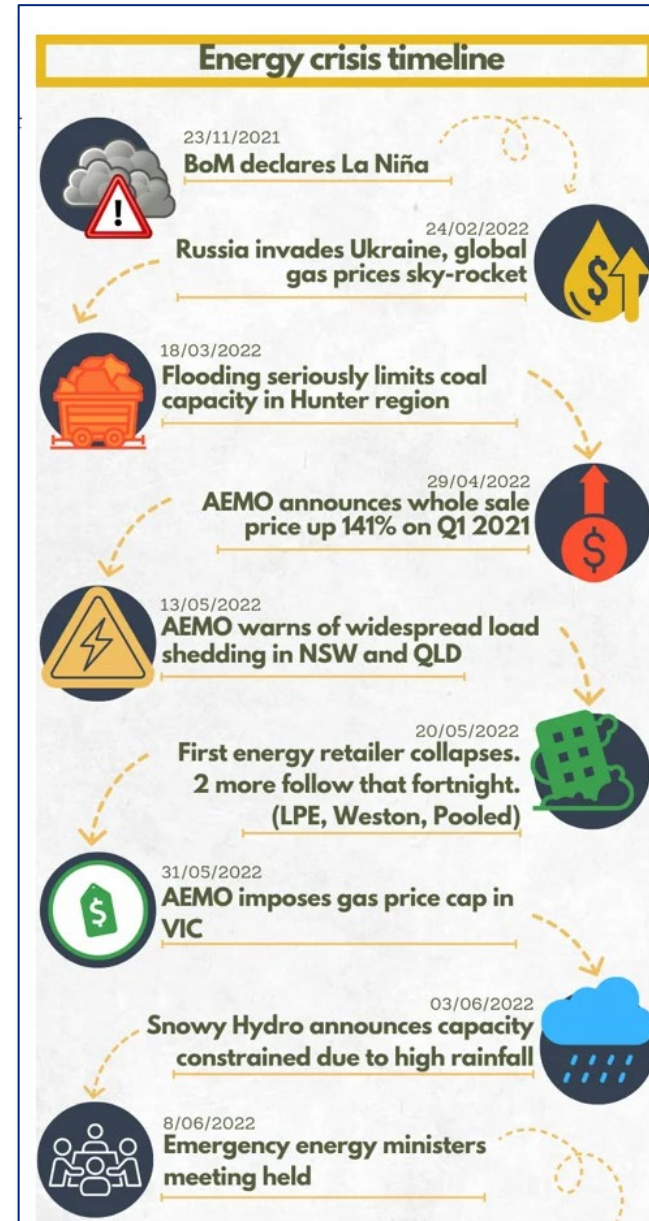 Energy crisis timeline
23/11/2021
BoM declares La Niña
24/02/2022
Russia invades Ukraine, global
gas prices sky-rocket
18/03/2022
Flooding seriously limits coal
capacity in Hunter region
29/04/2022
AEMO announces whole sale
price up 141% on Q1 2021
13/05/2022
AEMO warns of widespread load
shedding in NSW and QLD
20/05/2022
First energy retailer collapses.
2 more follow that fortnight.
(LPE, Weston, Pooled)
31/05/2022
AEMO imposes gas price cap in
VIC
03/06/2022
Snowy Hydro announces capacity
constrained due to high rainfall
8/06/2022
Emergency energy ministers
meeting held